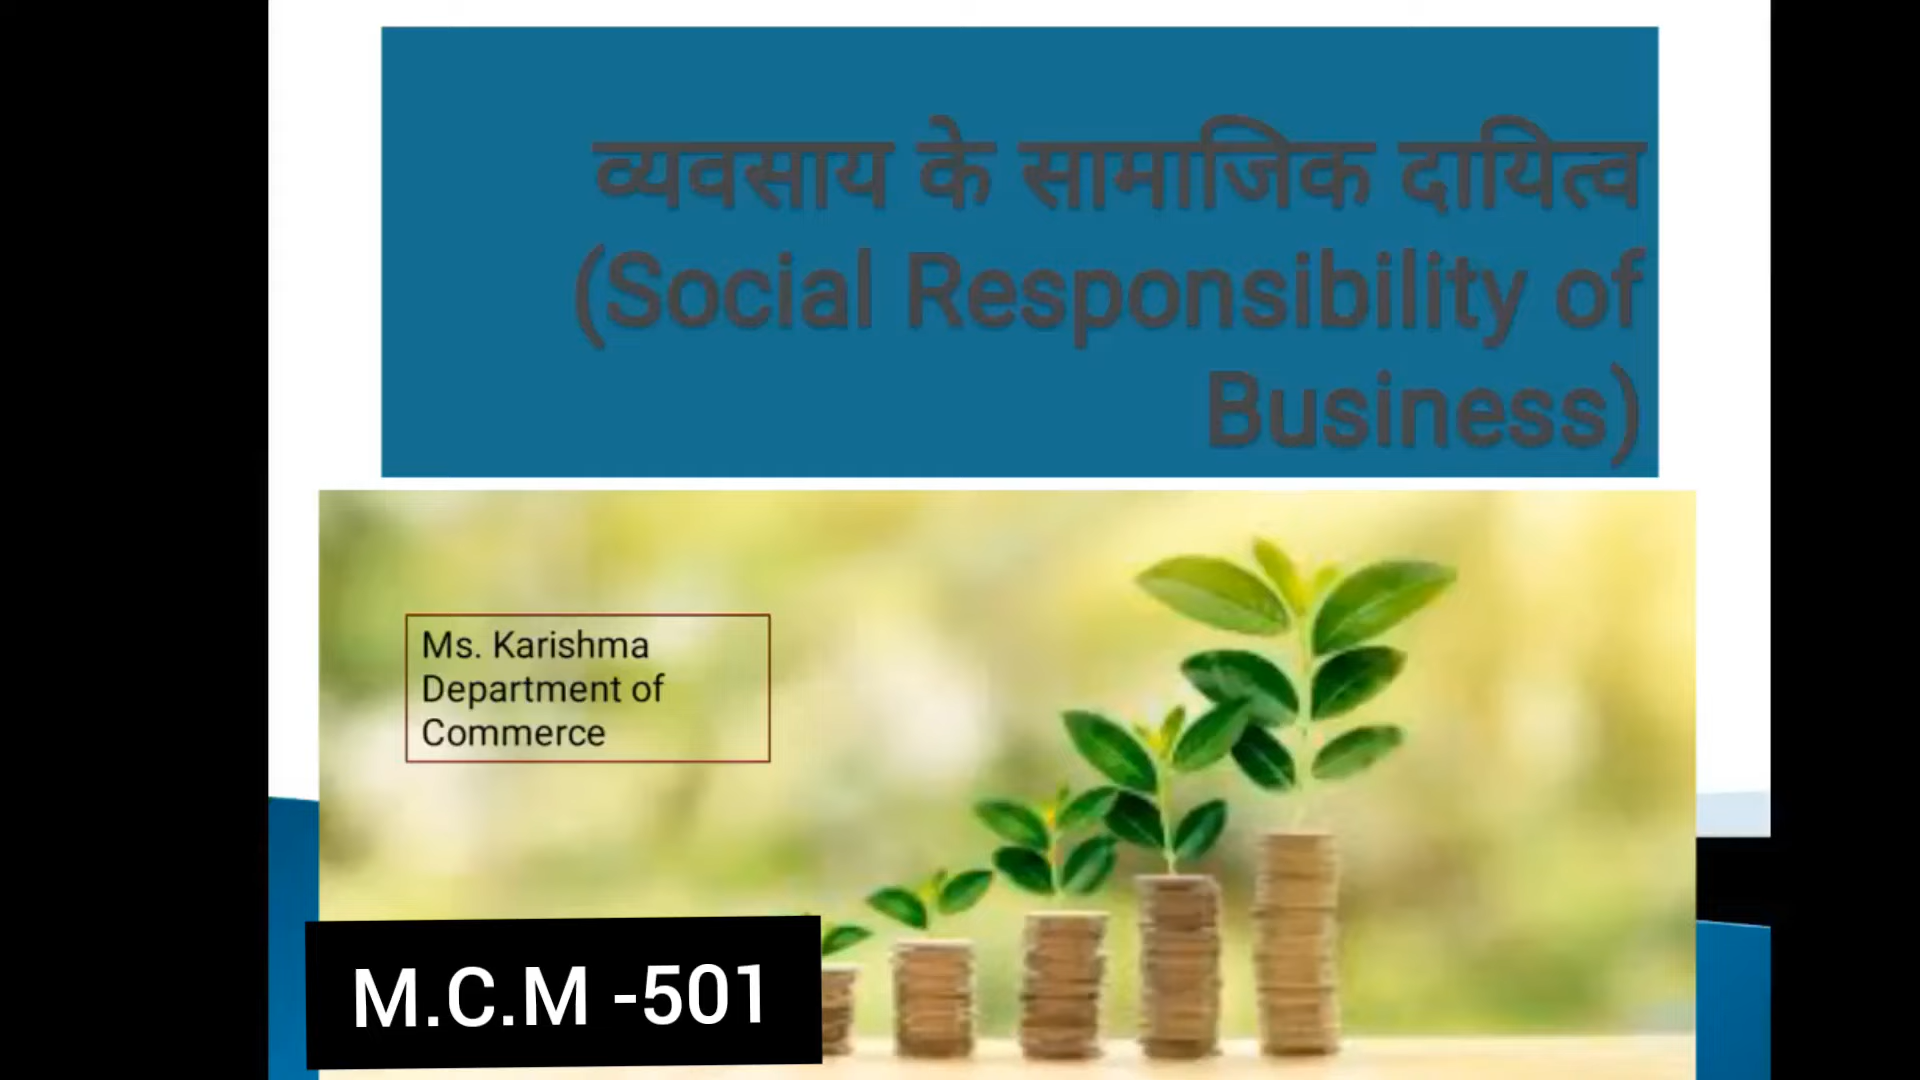 व्यवसाय के सामाजिक दायित्व
(Social Responsibility of
Business)
Ms. Karishma
Department of
Commerce
M.C.M -501